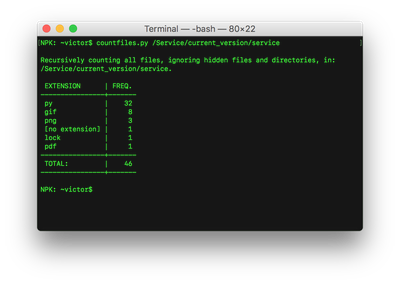 Terminal — -bash — 80×22
[NPK: ~victor$ countfiles.py /Service/current_version/service ]
Recursively counting all files, ignoring hidden files and directories, in:
/Service/current_version/service.
EXTENSION | FREQ.
----------------+-------
py | 32
gif | 8
png | 3
[no extension] | 1
lock | 1
pdf | 1
----------------+-------
TOTAL: | 46
----------------+-------
NPK: ~victor$